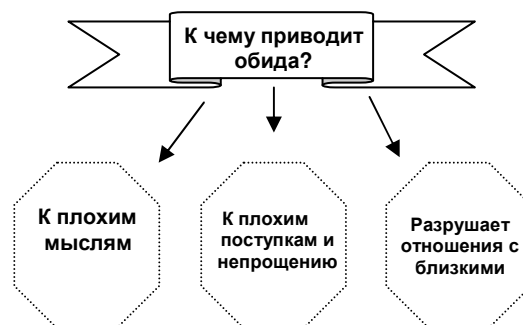 К чему приводит
обида?
К плохим
мыслям
К плохим
поступкам и
непрощению
Разрушает
отношения с
близкими